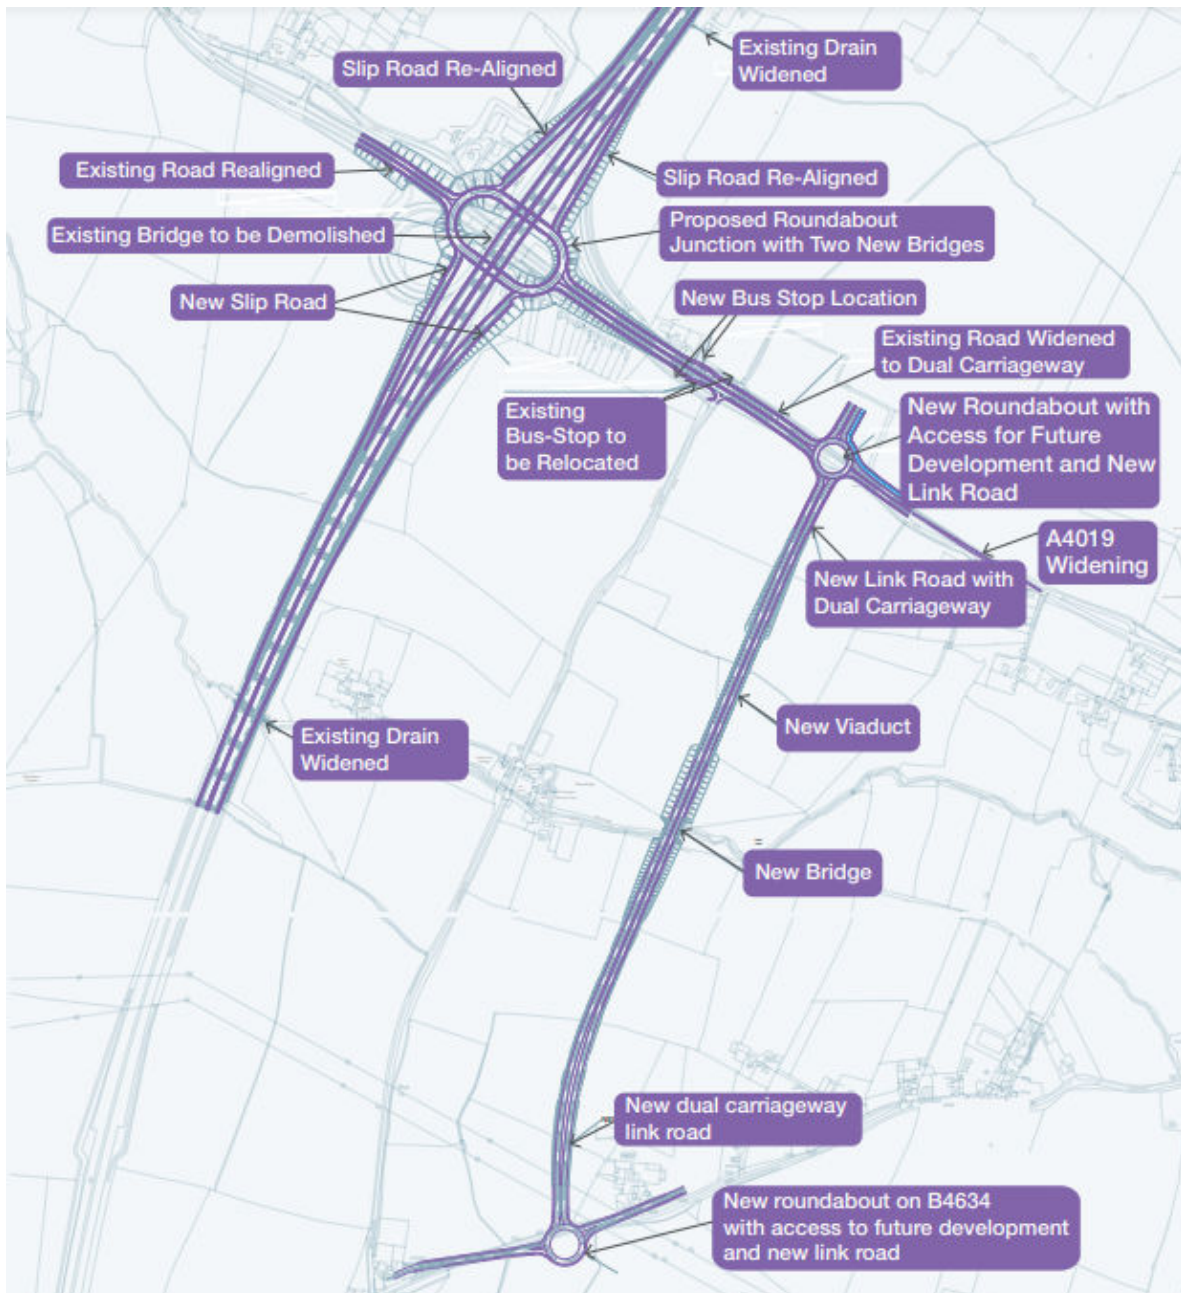 Existing Drain
Widened
Slip Road Re-Aligned
Existing Road Realigned
Slip Road Re-Aligned
Proposed Roundabout
Junction with Two New Bridges
Existing Bridge to be Demolished
New Slip Road
New Bus Stop Location
Existing Road Widened
to Dual Carriageway
Existing
Bus-Stop to
be Relocated
New Roundabout with
Access for Future
Development and New
Link Road
A4019
Widening
New Link Road with
Dual Carriageway
New Viaduct
Existing Drain
Widened
New Bridge
New dual carriageway
link road
New roundabout on B4634
with access to future development
and new link road